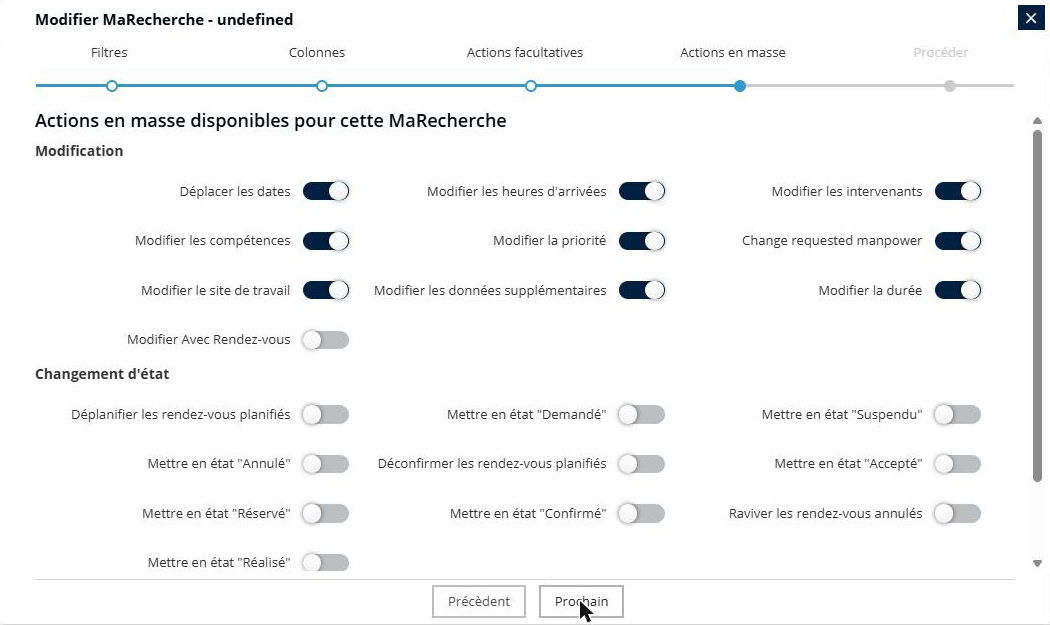 Modifier MaRecherche - undefined
Filtres Colonnes Actions facultatives Actions en masse Procéder
Actions en masse disponibles pour cette MaRecherche
Modification
Déplacer les dates Modifier les heures d'arrivées Modifier les intervenants
Modifier les compétences Modifier la priorité Change requested manpower
Modifier le site de travail Modifier les données supplémentaires Modifier la durée
Modifier Avec Rendez-vous
Changement d'état
Déplanifier les rendez-vous planifiés Mettre en état "Demandé" Mettre en état "Suspendu"
Mettre en état "Annulé" Déconfirmer les rendez-vous planifiés Mettre en état "Accepté"
Mettre en état "Réservé" Mettre en état "Confirmé" Raviver les rendez-vous annulés
Mettre en état "Réalisé"
Précèdent Prochain